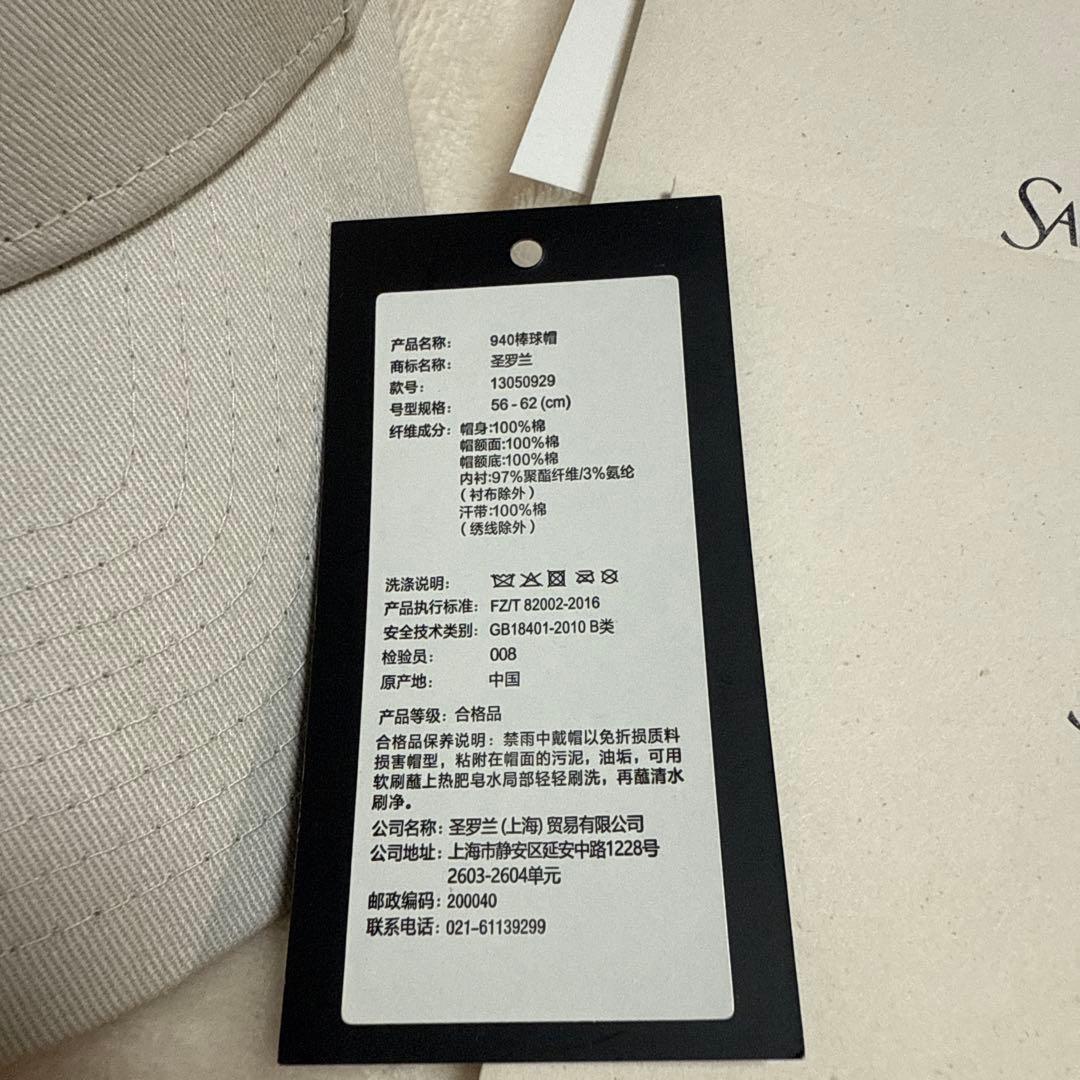 SA
产品名称: 940棒球帽
商标名称: 圣罗兰
款号: 13050929
号型规格: 56-62 (cm)
纤维成分: 帽身:100%棉
帽额面:100%棉
帽额底:100%棉
内衬:97%聚酯纤维/3%氨纶
(衬布除外)
汗带:100%棉
(绣线除外)
洗涤说明:
产品执行标准: FZ/T 82002-2016
安全技术类别: GB18401-2010 B类
检验员: 008
原产地: 中国
产品等级: 合格品
合格品保养说明: 禁雨中戴帽以免折损质料
损害帽型，粘附在帽面的污泥，油垢，可用
软刷蘸上热肥皂水局部轻轻刷洗，再蘸清水
刷净。
公司名称: 圣罗兰(上海)贸易有限公司
公司地址: 上海市静安区延安中路1228号
2603-2604单元
邮政编码: 200040
联系电话: 021-61139299